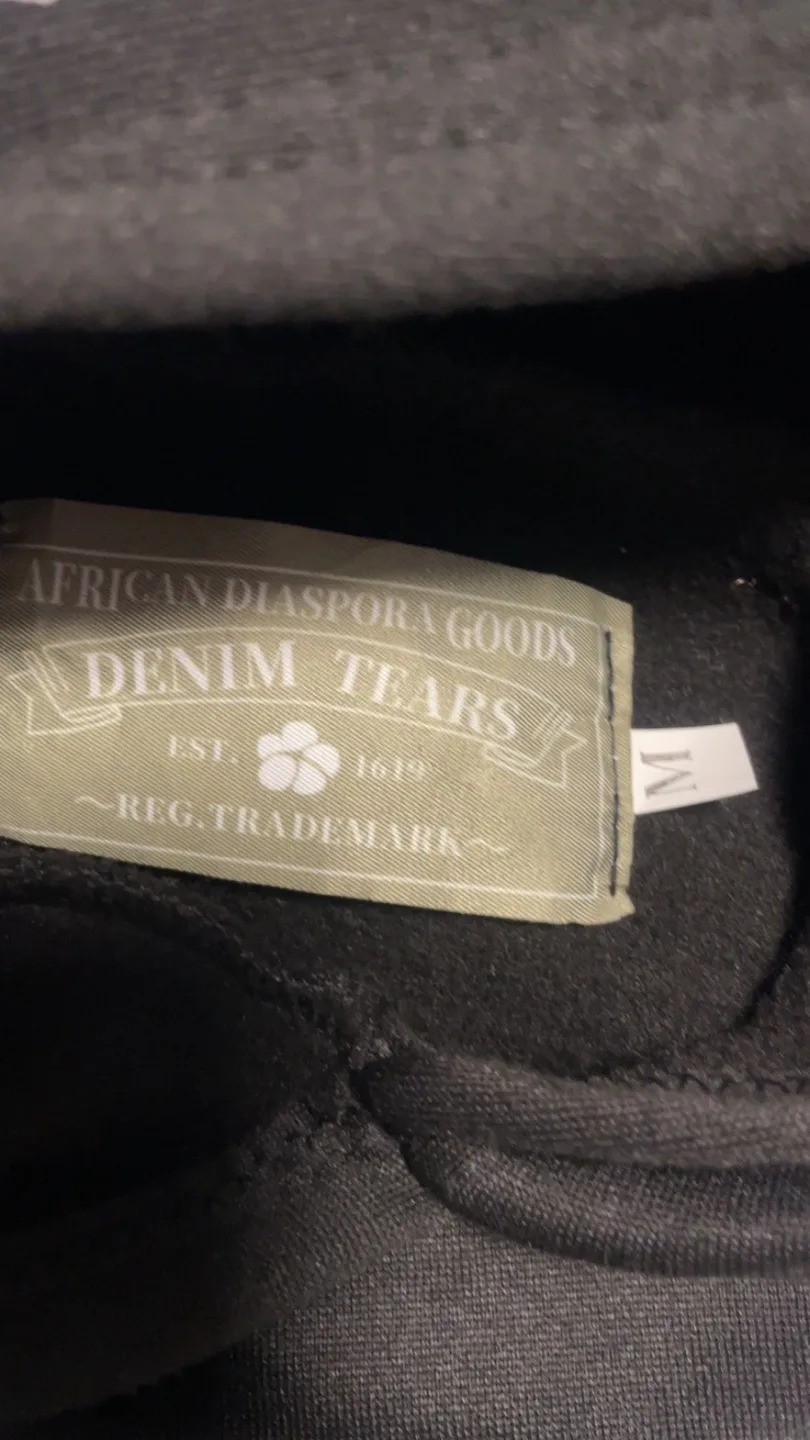 AFRICAN DIASPORA GOODS
DENIM TEARS
EST. 1619
~REG.TRADEMARK~
M